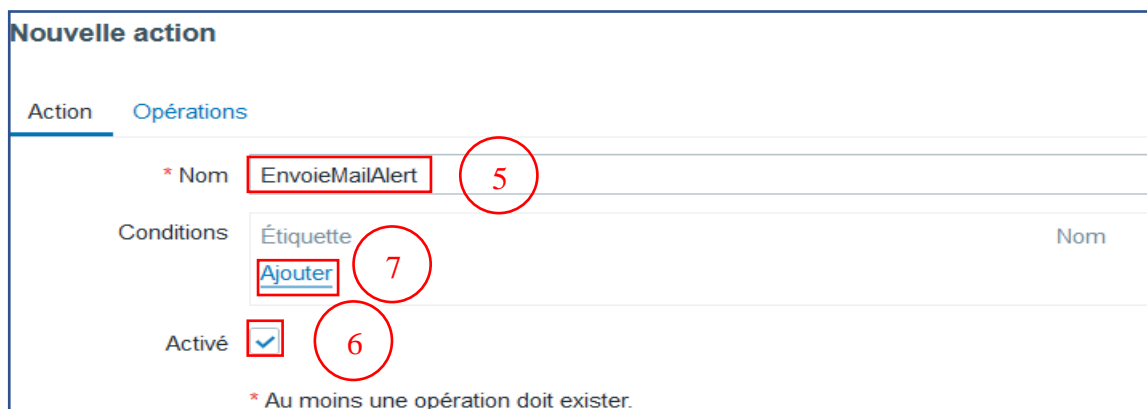 Nouvelle action
Action Opérations
* Nom EnvoieMailAlert 5
Conditions Étiquette Nom
Ajouter 7
Activé 6
* Au moins une opération doit exister.